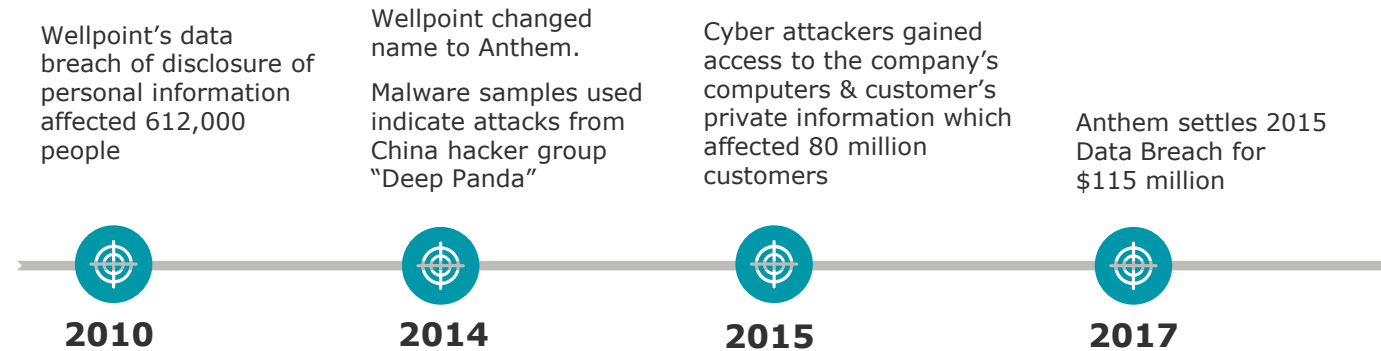 Wellpoint’s data
breach of disclosure of
personal information
affected 612,000
people
2010
Wellpoint changed
name to Anthem.
Malware samples used
indicate attacks from
China hacker group
“Deep Panda”
2014
Cyber attackers gained
access to the company’s
computers & customer’s
private information which
affected 80 million
customers
2015
Anthem settles 2015
Data Breach for
$115 million
2017